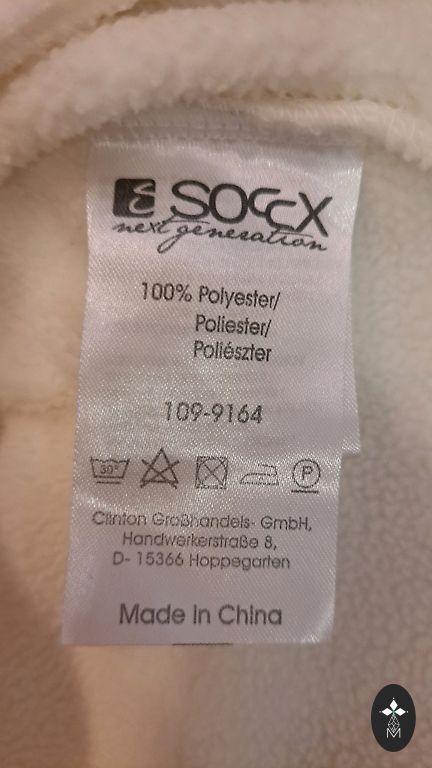 SOCCX
next generation
100% Polyester/
Poliester/
Poliészter
109-9164
30° P
Clinton Großhandels- GmbH,
Handwerkerstraße 8,
D- 15366 Hoppegarten
Made in China
M